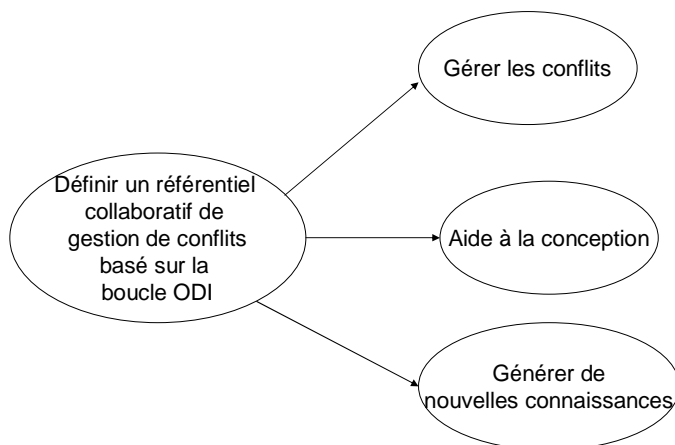 Gérer les conflits
Définir un référentiel
collaboratif de
gestion de conflits
basé sur la
boucle ODI
Aide à la conception
Générer de
nouvelles connaissances